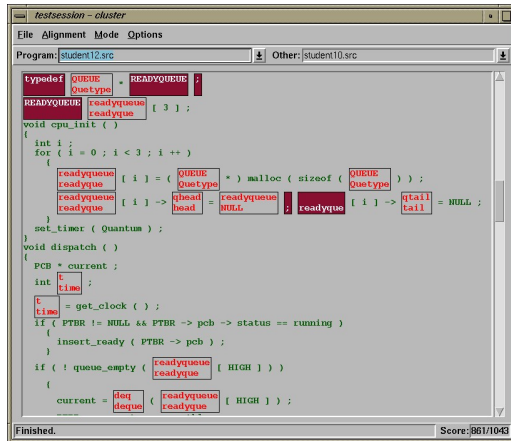 testsession - cluster
File Alignment Mode Options
Program: student12.src Other: student10.src
typedef QUEUE * READYQUEUE ;
Quetype
READYQUEUE readyqueue [ 3 ] ;
readyque
void cpu_init ( )
{
int i ;
for ( i = 0 ; i < 3 ; i ++ )
{
readyqueue [ i ] = ( QUEUE * ) malloc ( sizeof ( QUEUE ) ) ;
readyque Quetype Quetype
readyqueue [ i ] -> qhead = readyqueue ; readyque [ i ] -> qtail = NULL ;
readyque head NULL tail
}
set_timer ( Quantum ) ;
}
void dispatch ( )
{
PCB * current ;
int t ;
time
t = get_clock ( ) ;
time
if ( PTBR != NULL && PTBR -> pcb -> status == running )
{
insert_ready ( PTBR -> pcb ) ;
}
if ( ! queue_empty ( readyqueue [ HIGH ] ) )
readyque
{
current = deq ( readyqueue [ HIGH ] ) ;
deque readyque
Finished. Score: 861/1043